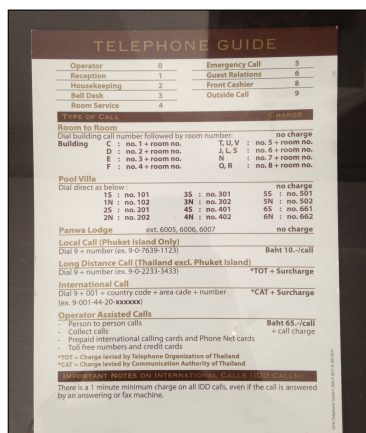 TELEPHONE GUIDE
Operator 0 Emergency Call 5
Reception 1 Guest Relations 6
Housekeeping 2 Front Cashier 8
Bell Desk 3 Outside Call 9
Room Service 4
TYPE OF CALL CHARGE
Room to Room
Dial building call number followed by room number: no charge
Building C : no. 1 + room no. T, U, V : no. 5 + room no.
D : no. 2 + room no. J, L, S : no. 6 + room no.
E : no. 3 + room no. N : no. 7 + room no.
F : no. 4 + room no. O, R : no. 8 + room no.
Pool Villa
Dial direct as below : no charge
1S : no. 101 3S : no. 301 5S : no. 501
1N : no. 102 3N : no. 302 5N : no. 502
2S : no. 201 4S : no. 401 6S : no. 661
2N : no. 202 4N : no. 402 6N : no. 662
Panwa Lodge ext. 6005, 6006, 6007 no charge
Local Call (Phuket Island Only)
Dial 9 + number (ex. 9-0-7639-1123) Baht 10.-/call
Long Distance Call (Thailand excl. Phuket Island)
Dial 9 + number (ex. 9-0-2233-3433) *TOT + Surcharge
International Call
Dial 9 + 001 + country code + area cade + number *CAT + Surcharge
(ex. 9-001-44-20-xxxxxx)
Operator Assisted Calls
- Person to person calls Baht 65.-/call
- Collect calls + call charge
- Prepaid international calling cards and Phone Net cards
- Toll free numbers and credit cards
*TOT = Charge levied by Telephone Organization of Thailand
*CAT = Charge levied by Communication Authority of Thailand
IMPORTANT NOTES ON INTERNATIONAL CALLS (IDD CALLS):
There is a 1 minute minimum charge on all IDD calls, even if the call is answered
by an answering or fax machine.